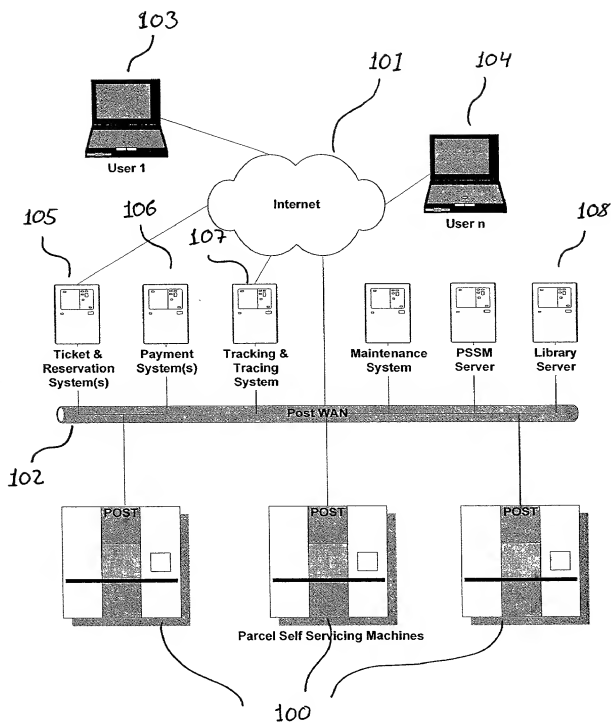 103
101
104
User 1
Internet
User n
105
106
107
108
Ticket &
Reservation
System(s)
Payment
System(s)
Tracking &
Tracing
System
Maintenance
System
PSSM
Server
Library
Server
Post WAN
102
POST
POST
POST
Parcel Self Servicing Machines
100